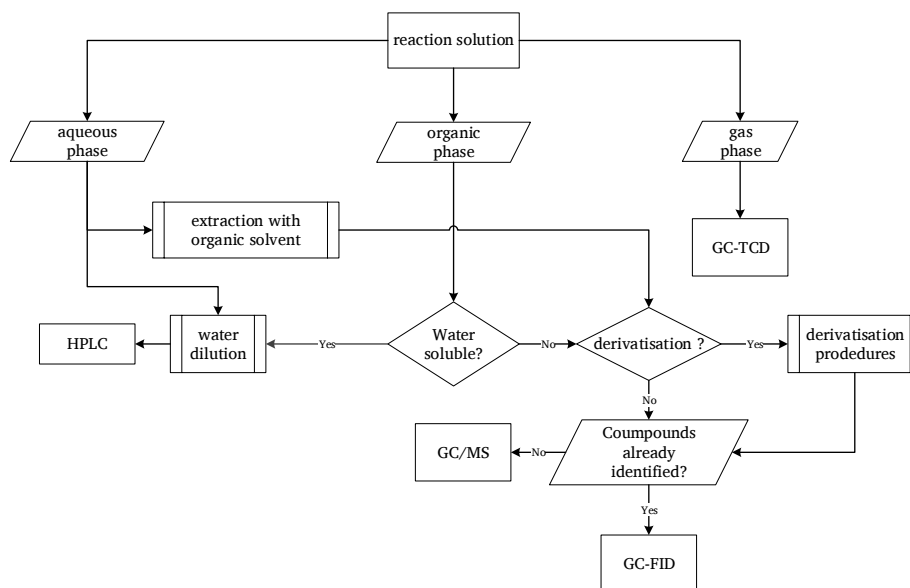 reaction solution
aqueous
phase
organic
phase
gas
phase
extraction with
organic solvent
GC-TCD
HPLC
water
dilution
Yes
Water
soluble?
No
derivatisation ?
Yes
derivatisation
prodedures
No
GC/MS
No
Coumpounds
already
identified?
Yes
GC-FID